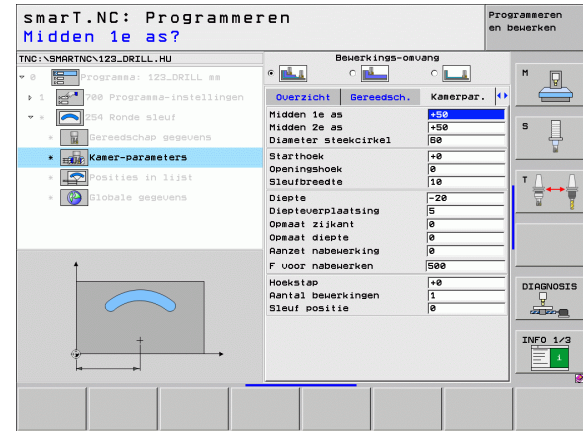 smarT.NC: Programmeren
Midden 1e as?
Programmeren
en bewerken
TNC:\SMARTNC\123_DRILL.HU
0 Programma: 123_DRILL mm
1 700 Programma-instellingen
* 254 Ronde sleuf
* Gereedschap gegevens
* Kamer-parameters
* Posities in lijst
* Globale gegevens
Bewerkings-omvang
Overzicht Gereedsch. Kamerpar.
Midden 1e as +50
Midden 2e as +50
Diameter steekcirkel 60
Starthoek +0
Openingshoek 0
Sleufbreedte 10
Diepte -20
Diepteverplaatsing 5
Opmaat zijkant 0
Opmaat diepte 0
Aanzet nabewerking 0
F voor nabewerken 500
Hoekstap +0
Aantal bewerkingen 1
Sleuf positie 0
M
S
T
DIAGNOSIS
INFO 1/3
i